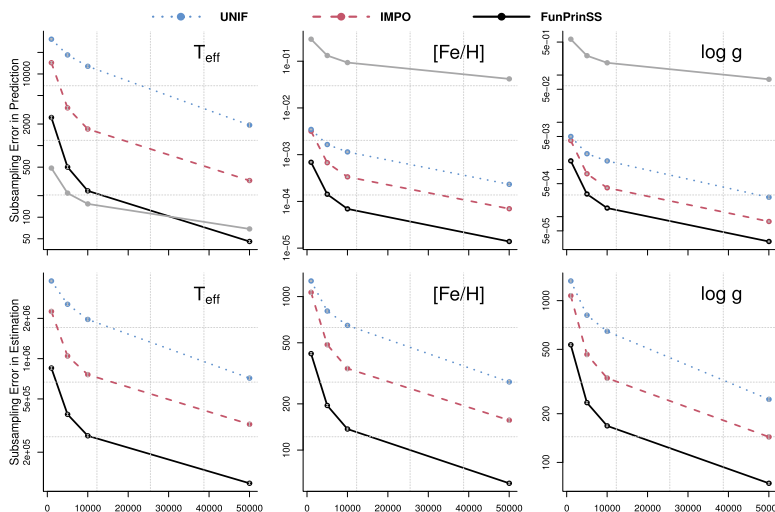 UNIF IMPO FunPrinSS
Subsampling Error in Prediction
T_eff
50 100 500 2000 10000
[Fe/H]
1e−05 1e−04 1e−03 1e−02 1e−01
log g
5e−05 5e−04 5e−03 5e−02 5e−01
Subsampling Error in Estimation
T_eff
2e+05 5e+05 1e+06 2e+06
0 10000 20000 30000 40000 50000
[Fe/H]
100 200 500 1000
0 10000 20000 30000 40000 50000
log g
100 200 500 1000
0 10000 20000 30000 40000 50000